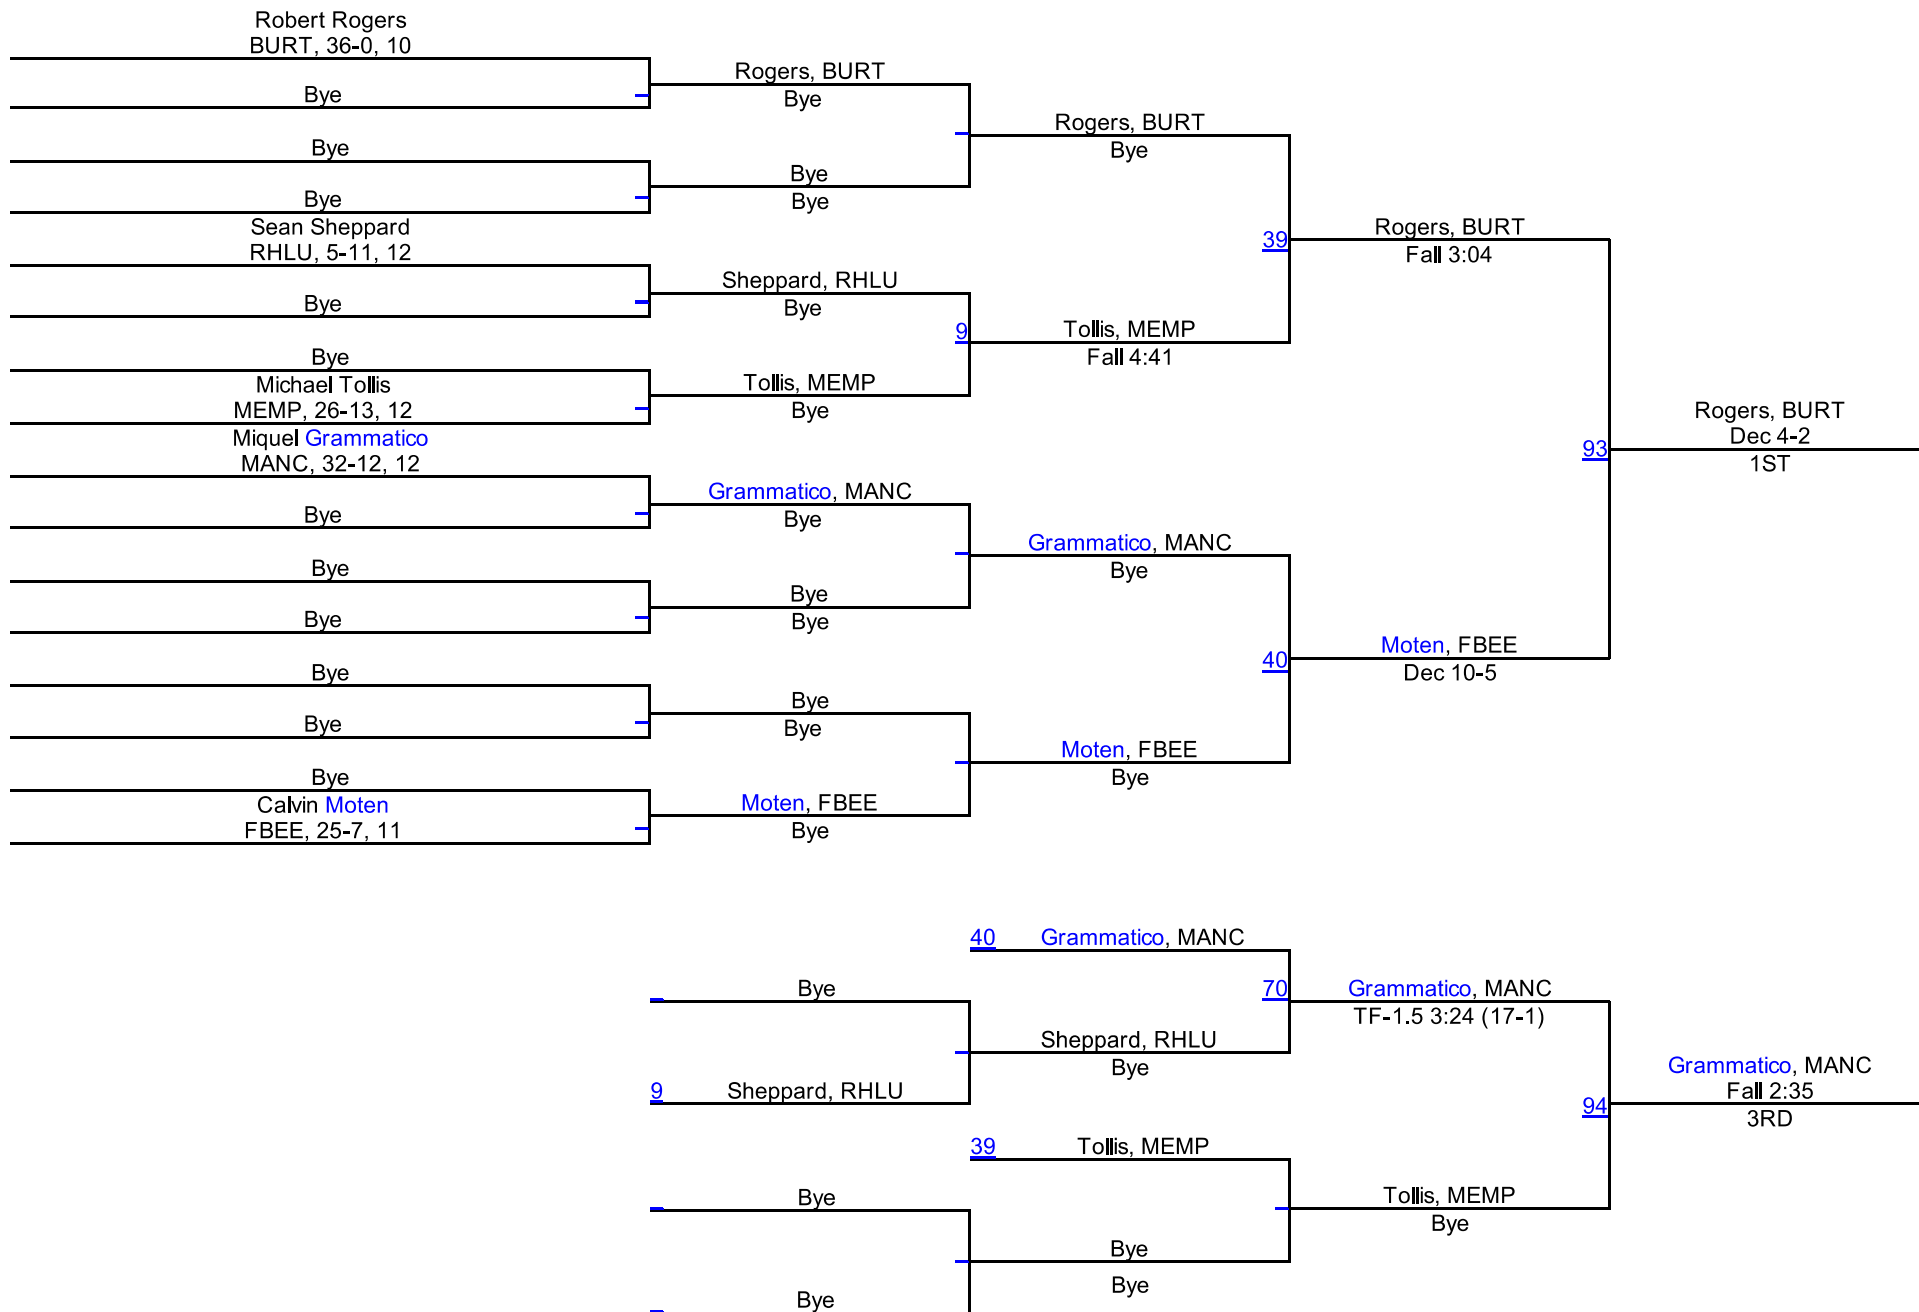 Robert Rogers
BURT, 36-0, 10
Bye
Bye
Bye
Sean Sheppard
RHLU, 5-11, 12
Bye
Bye
Michael Tollis
MEMP, 26-13, 12
Miquel Grammatico
MANC, 32-12, 12
Bye
Bye
Bye
Bye
Bye
Bye
Calvin Moten
FBEE, 25-7, 11
Rogers, BURT
Bye
Bye
Bye
Sheppard, RHLU
Bye
9
Tollis, MEMP
Bye
Grammatico, MANC
Bye
Bye
Bye
Bye
Bye
Moten, FBEE
Bye
Rogers, BURT
Bye
39
Tollis, MEMP
Fall 4:41
Grammatico, MANC
Bye
40
Moten, FBEE
Bye
Rogers, BURT
Fall 3:04
93
Moten, FBEE
Dec 10-5
Rogers, BURT
Dec 4-2
1ST
40 Grammatico, MANC
Bye
70
Sheppard, RHLU
Bye
9 Sheppard, RHLU
Grammatico, MANC
TF-1.5 3:24 (17-1)
39 Tollis, MEMP
Bye
Bye
Bye
Bye
Tollis, MEMP
Bye
94
Grammatico, MANC
Fall 2:35
3RD